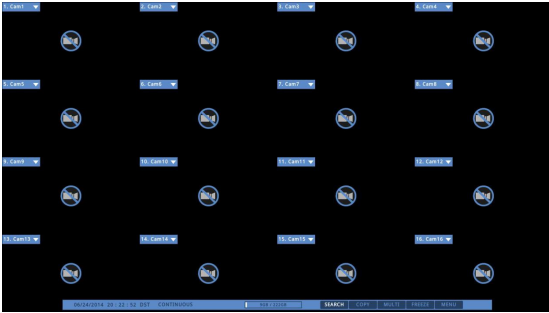 1. Cam1
2. Cam2
3. Cam3
4. Cam4
5. Cam5
6. Cam6
7. Cam7
8. Cam8
9. Cam9
10. Cam10
11. Cam11
12. Cam12
13. Cam13
14. Cam14
15. Cam15
16. Cam16
06/24/2014 20:22:52 DST CONTINUOUS SEARCH COPY MULTI FREEZE MENU